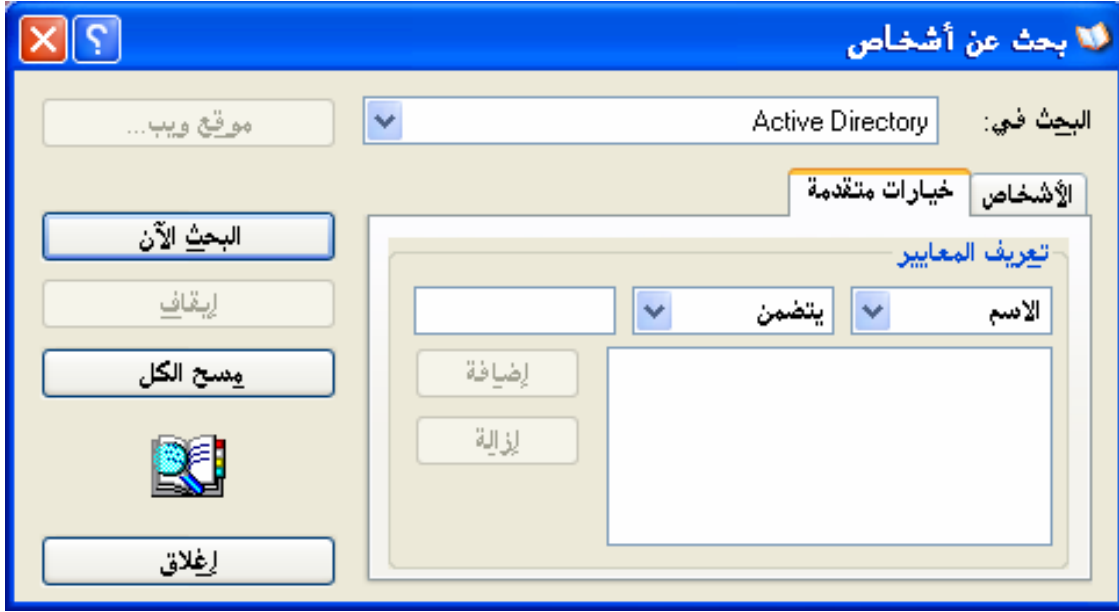 بحث عن أشخاص
البحث في: Active Directory
موقع ويب...
الأشخاص
خيارات متقدمة
تعريف المعايير
الاسم
يتضمن
إضافة
إزالة
البحث الآن
إيقاف
مسح الكل
إغلاق